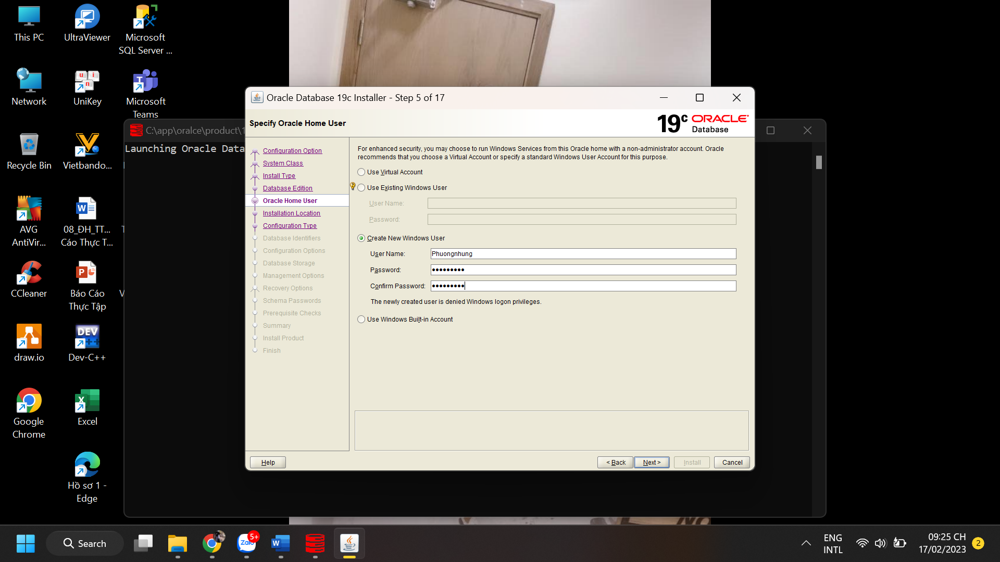 This PC
UltraViewer
Microsoft
SQL Server ...
Network
UniKey
Microsoft
Teams
Recycle Bin
Vietbando...
AVG
AntiVir...
08_ĐH_TT...
Cáo Thực T...
CCleaner
Báo Cáo
Thực Tập
draw.io
DEV
Dev-C++
Google
Chrome
Excel
Hồ sơ 1 -
Edge
C:\app\oralce\product\1
Launching Oracle Data
Oracle Database 19c Installer - Step 5 of 17
Specify Oracle Home User
19c ORACLE
Database
Configuration Option
System Class
Install Type
Database Edition
Oracle Home User
Installation Location
Configuration Type
Database Identifiers
Configuration Options
Database Storage
Management Options
Recovery Options
Schema Passwords
Prerequisite Checks
Summary
Install Product
Finish
For enhanced security, you may choose to run Windows Services from this Oracle home with a non-administrator account. Oracle
recommends that you choose a Virtual Account or specify a standard Windows User Account for this purpose.
Use Virtual Account
Use Existing Windows User
User Name:
Password:
Create New Windows User
User Name: Phuongnhung
Password: •••••••••
Confirm Password: •••••••••
The newly created user is denied Windows logon privileges.
Use Windows Built-in Account
Help
< Back
Next >
Install
Cancel
Search
Zalo
5+
ENG
INTL
09:25 CH
17/02/2023
2